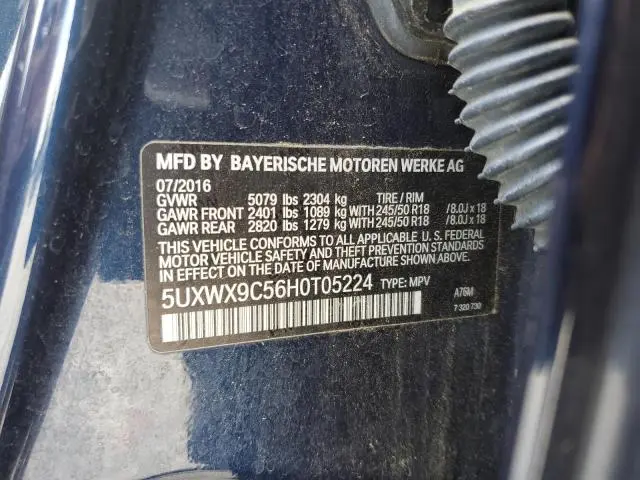 MFD BY BAYERISCHE MOTOREN WERKE AG
07/2016
GVWR 5079 lbs 2304 kg TIRE / RIM
GAWR FRONT 2401 lbs 1089 kg WITH 245/50 R18 /8.0J x 18
GAWR REAR 2820 lbs 1279 kg WITH 245/50 R18 /8.0J x 18
THIS VEHICLE CONFORMS TO ALL APPLICABLE U. S. FEDERAL
MOTOR VEHICLE SAFETY, BUMPER, AND THEFT PREVENTION STANDARDS
IN EFFECT ON THE DATE OF MANUFACTURE SHOWN ABOVE.
5UXWX9C56H0T05224 TYPE: MPV A76M
7 320 730